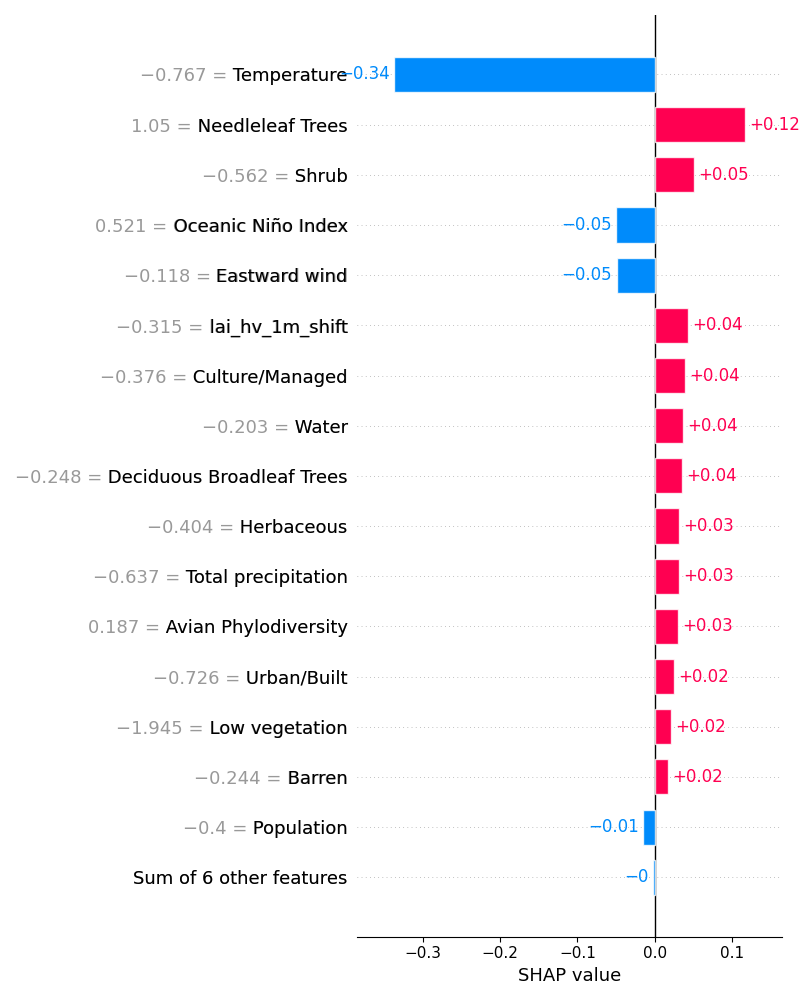 −0.767 = Temperature −0.34
1.05 = Needleleaf Trees +0.12
−0.562 = Shrub +0.05
0.521 = Oceanic Niño Index −0.05
−0.118 = Eastward wind −0.05
−0.315 = lai_hv_1m_shift +0.04
−0.376 = Culture/Managed +0.04
−0.203 = Water +0.04
−0.248 = Deciduous Broadleaf Trees +0.04
−0.404 = Herbaceous +0.03
−0.637 = Total precipitation +0.03
0.187 = Avian Phylodiversity +0.03
−0.726 = Urban/Built +0.02
−1.945 = Low vegetation +0.02
−0.244 = Barren +0.02
−0.4 = Population −0.01
Sum of 6 other features −0
−0.3 −0.2 −0.1 0.0 0.1
SHAP value